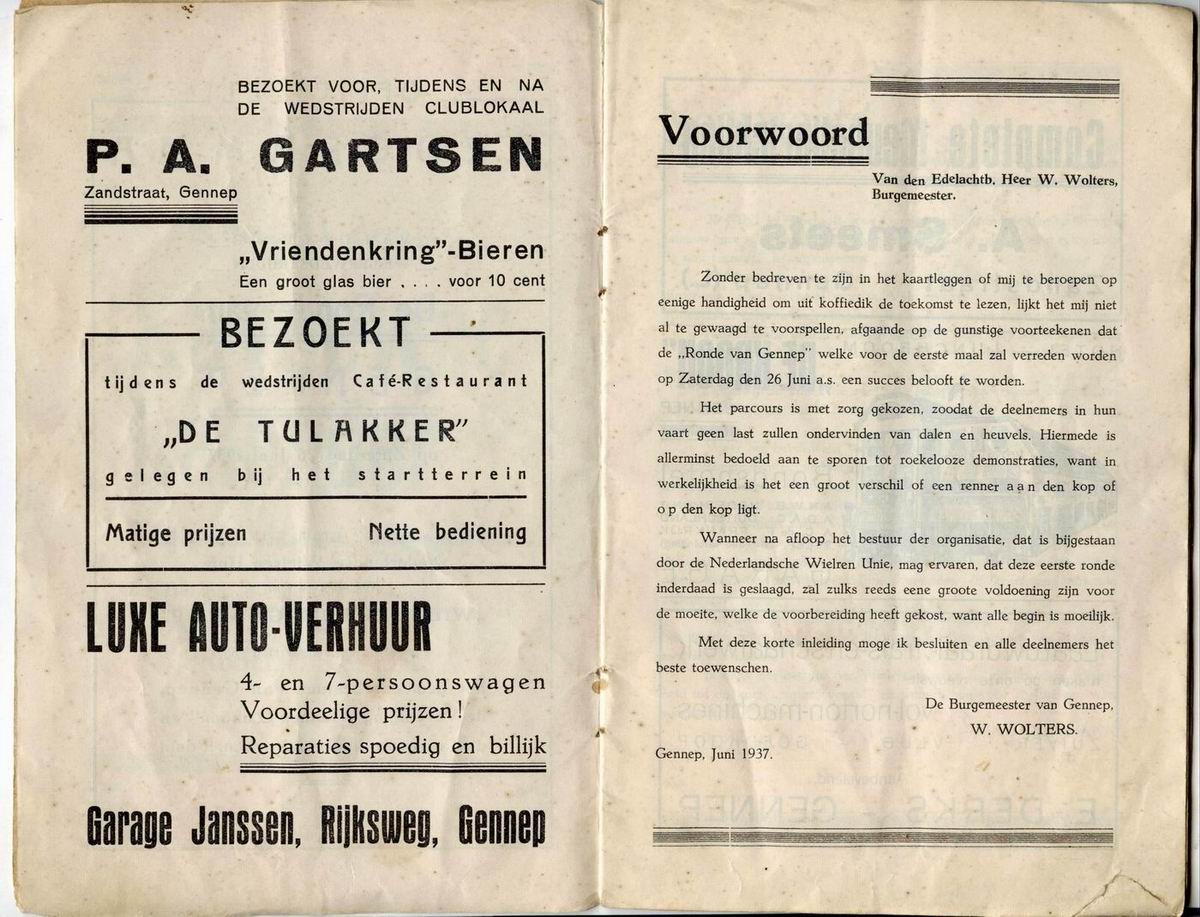 BEZOEKT VOOR, TIJDENS EN NA
DE WEDSTRIJDEN CLUBLOKAAL
P. A. GARTSEN
Zandstraat, Gennep
„Vriendenkring”-Bieren
Een groot glas bier . . . . voor 10 cent
BEZOEKT
tijdens de wedstrijden Café-Restaurant
„DE TULAKKER”
gelegen bij het startterrein
Matige prijzen Nette bediening
LUXE AUTO-VERHUUR
4- en 7-persoonswagen
Voordeelige prijzen!
Reparaties spoedig en billijk
Garage Janssen, Rijksweg, Gennep
Voorwoord
Van den Edelachtb. Heer W. Wolters,
Burgemeester.
Zonder bedreven te zijn in het kaartleggen of mij te beroepen op
eenige handigheid om uit koffiedik de toekomst te lezen, lijkt het mij niet
al te gewaagd te voorspellen, afgaande op de gunstige voorteekenen dat
de „Ronde van Gennep” welke voor de eerste maal zal verreden worden
op Zaterdag den 26 Juni a.s. een succes belooft te worden.
Het parcours is met zorg gekozen, zoodat de deelnemers in hun
vaart geen last zullen ondervinden van dalen en heuvels. Hiermede is
allerminst bedoeld aan te sporen tot roekelooze demonstraties, want in
werkelijkheid is het een groot verschil of een renner aan den kop of
op den kop ligt.
Wanneer na afloop het bestuur der organisatie, dat is bijgestaan
door de Nederlandsche Wielren Unie, mag ervaren, dat deze eerste ronde
inderdaad is geslaagd, zal zulks reeds eene groote voldoening zijn voor
de moeite, welke de voorbereiding heeft gekost, want alle begin is moeilijk.
Met deze korte inleiding moge ik besluiten en alle deelnemers het
beste toewenschen.
De Burgemeester van Gennep,
W. WOLTERS.
Gennep, Juni 1937.